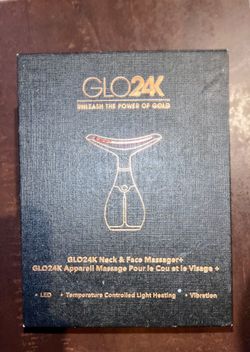 GLO24K
UNLEASH THE POWER OF GOLD
GLO24K Neck & Face Massager+
GLO24K Appareil Massage Pour le Cou et le Visage +
• LED • Temperature Controlled Light Heating • Vibration